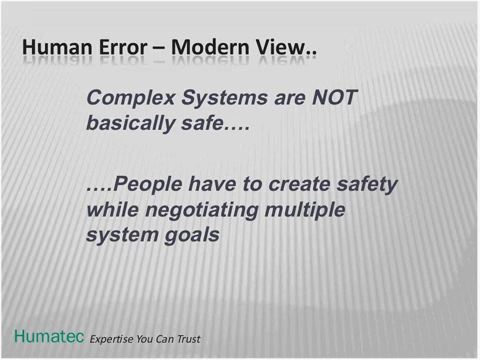 Human Error – Modern View..
Complex Systems are NOT
basically safe….
….People have to create safety
while negotiating multiple
system goals
Humatec Expertise You Can Trust